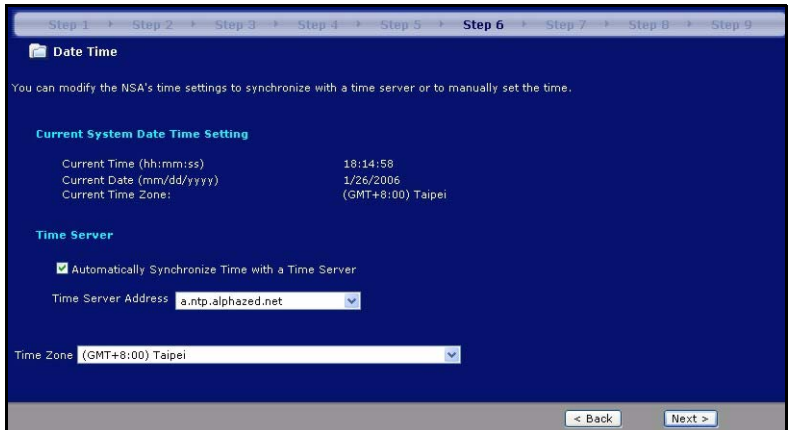 Step 1 Step 2 Step 3 Step 4 Step 5 Step 6 Step 7 Step 8 Step 9
Date Time
You can modify the NSA's time settings to synchronize with a time server or to manually set the time.
Current System Date Time Setting
Current Time (hh:mm:ss) 18:14:58
Current Date (mm/dd/yyyy) 1/26/2006
Current Time Zone: (GMT+8:00) Taipei
Time Server
Automatically Synchronize Time with a Time Server
Time Server Address a.ntp.alphazed.net
Time Zone (GMT+8:00) Taipei
< Back Next >